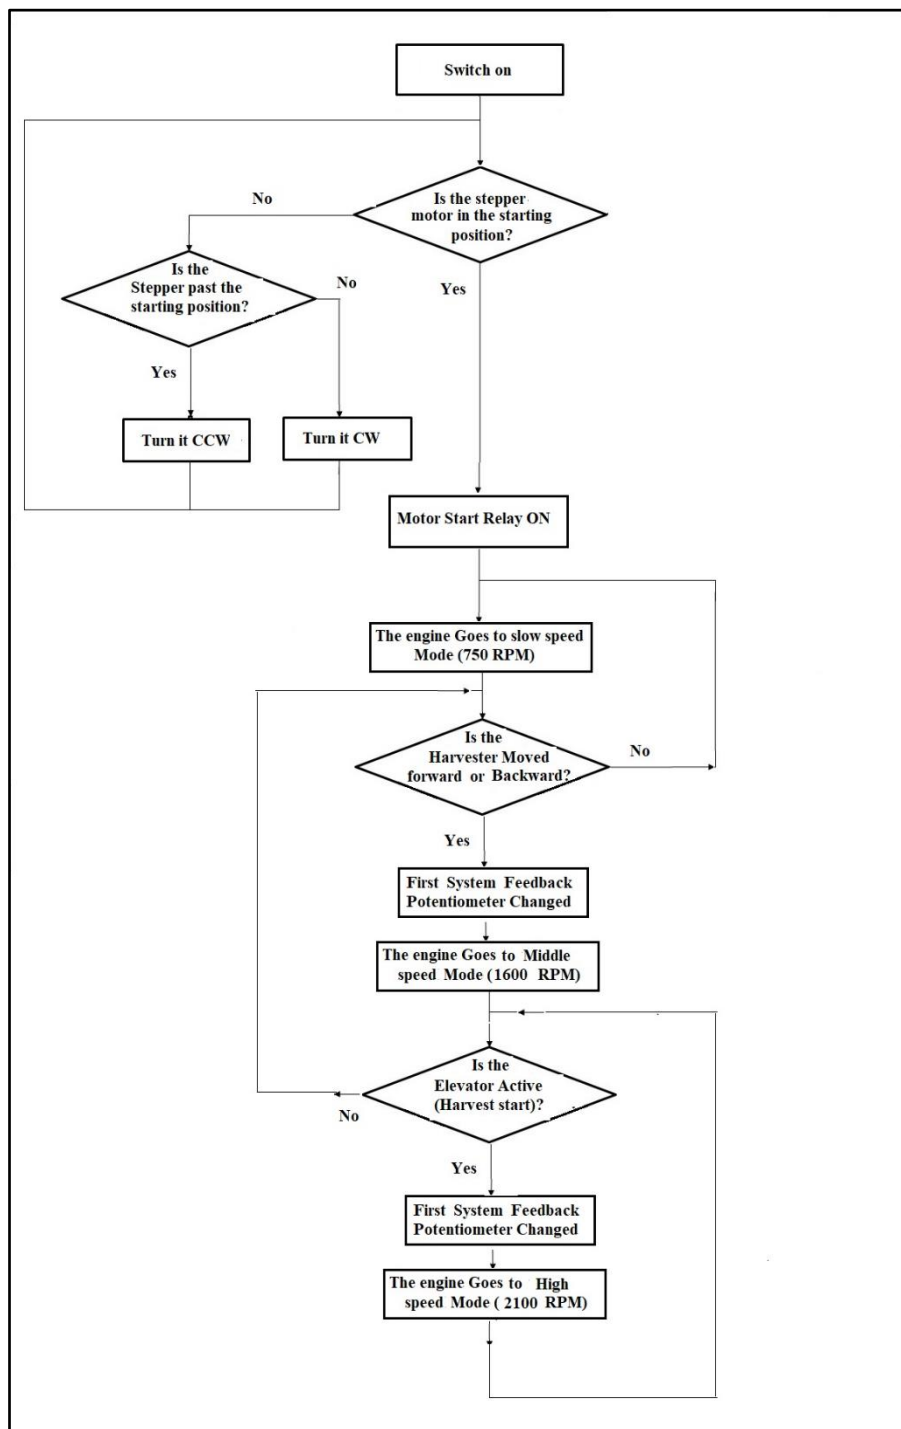 Switch on
Is the stepper
motor in the starting
position?
No
Yes
Is the
Stepper past the
starting position?
No
Yes
Turn it CCW
Turn it CW
Motor Start Relay ON
The engine Goes to slow speed
Mode (750 RPM)
Is the
Harvester Moved
forward or Backward?
No
Yes
First System Feedback
Potentiometer Changed
The engine Goes to Middle
speed Mode (1600 RPM)
Is the
Elevator Active
(Harvest start)?
No
Yes
First System Feedback
Potentiometer Changed
The engine Goes to High
speed Mode ( 2100 RPM)